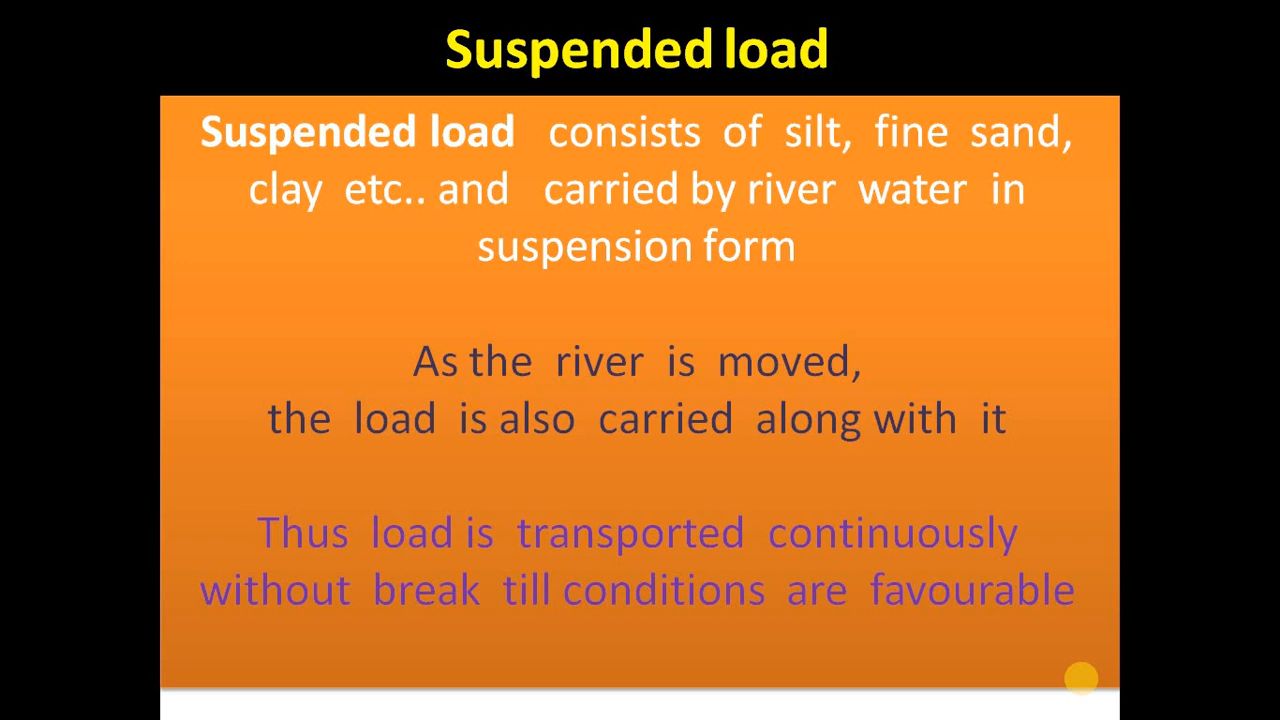 Suspended load
Suspended load consists of silt, fine sand,
clay etc.. and carried by river water in
suspension form
As the river is moved,
the load is also carried along with it
Thus load is transported continuously
without break till conditions are favourable